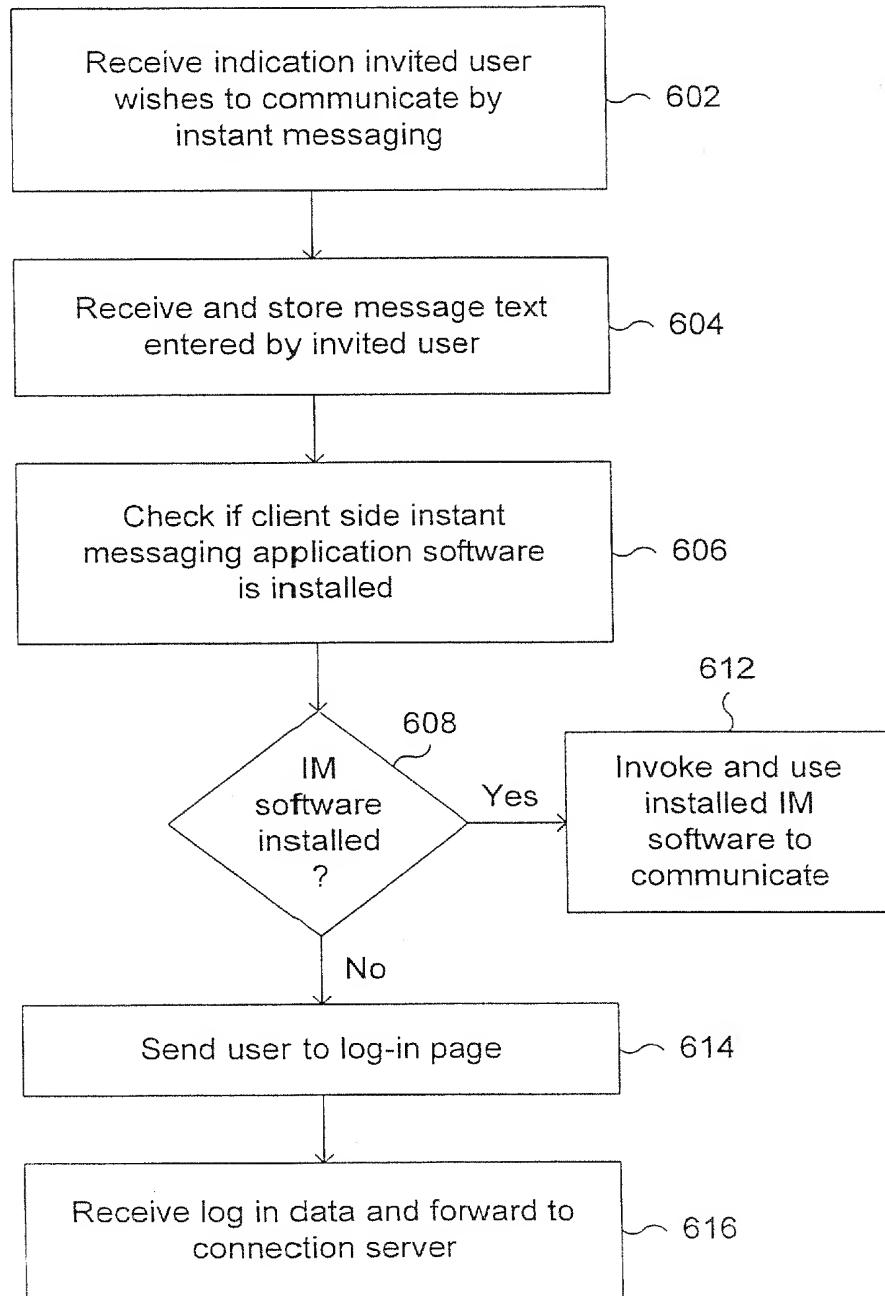 Receive indication invited user
wishes to communicate by
instant messaging
602
Receive and store message text
entered by invited user
604
Check if client side instant
messaging application software
is installed
606
608
IM
software
installed
?
Yes
612
Invoke and use
installed IM
software to
communicate
No
Send user to log-in page
614
Receive log in data and forward to
connection server
616